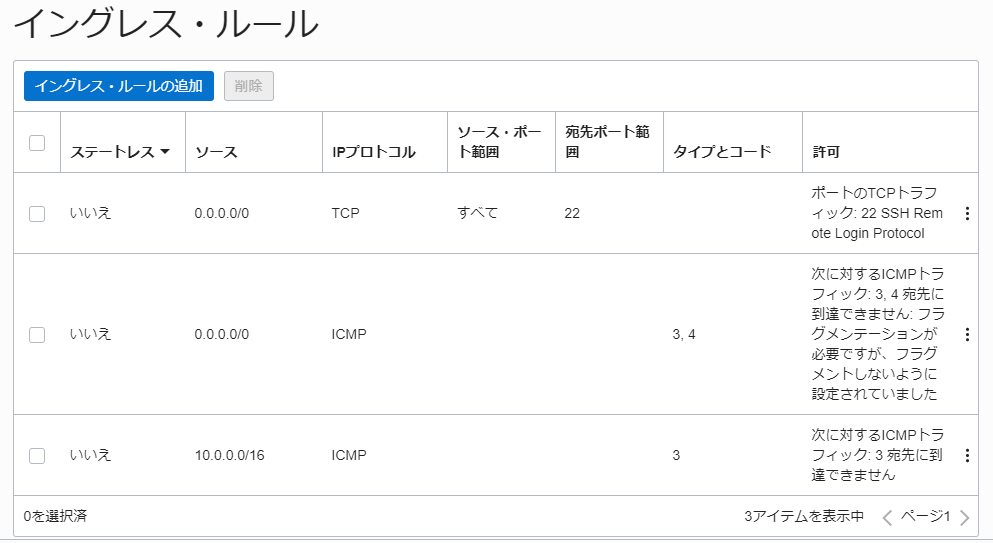 イングレス・ルール
イングレス・ルールの追加 削除
ステートレス ソース IPプロトコル ソース・ポー
ト範囲 宛先ポート範
囲 タイプとコード 許可
いいえ 0.0.0.0/0 TCP すべて 22 ポートのTCPトラフ
ィック: 22 SSH Rem
ote Login Protocol
いいえ 0.0.0.0/0 ICMP 3, 4 次に対するICMPトラ
フィック: 3, 4 宛先に
到達できません: フラ
グメンテーションが
必要ですが、フラグ
メントしないように
設定されていました
いいえ 10.0.0.0/16 ICMP 3 次に対するICMPトラ
フィック: 3 宛先に到
達できません
0を選択済 3アイテムを表示中 ページ1